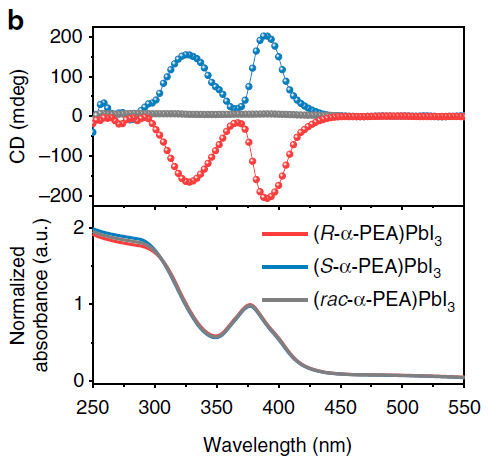 b
CD (mdeg)
200
100
0
−100
−200
Normalized
absorbance (a.u.)
2
1
0
(R-α-PEA)PbI₃
(S-α-PEA)PbI₃
(rac-α-PEA)PbI₃
250 300 350 400 450 500 550
Wavelength (nm)